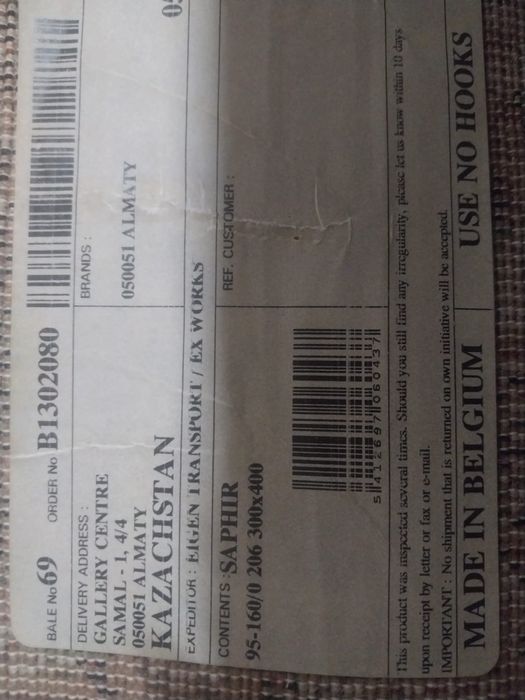 BALE No 69 ORDER No B1302080
DELIVERY ADDRESS :
GALLERY CENTRE
SAMAL - 1, 4/4
050051 ALMATY
KAZACHSTAN
BRANDS :
050051 ALMATY
EXPEDITOR : EIGEN TRANSPORT / EX WORKS
CONTENTS : SAPHIR
95-160/0 206 300x400
REF. CUSTOMER :
5 412697 060437
This product was inspected several times. Should you still find any irregularity, please let us know within 10 days
upon receipt by letter or fax or e-mail.
IMPORTANT : No shipment that is returned on own initiative will be accepted.
MADE IN BELGIUM
USE NO HOOKS